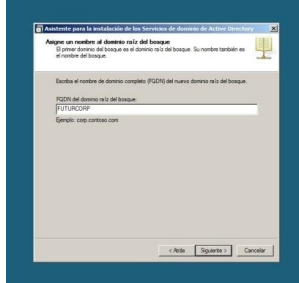 Asistente para la instalación de los Servicios de dominio de Active Directory
Asigne un nombre al dominio raíz del bosque
El primer dominio del bosque es el dominio raíz del bosque. Su nombre también es
el nombre del bosque.
Escriba el nombre de dominio completo (FQDN) del nuevo dominio raíz del bosque.
FQDN del dominio raíz del bosque:
FUTURCORP
Ejemplo: corp.contoso.com
< Atrás Siguiente > Cancelar